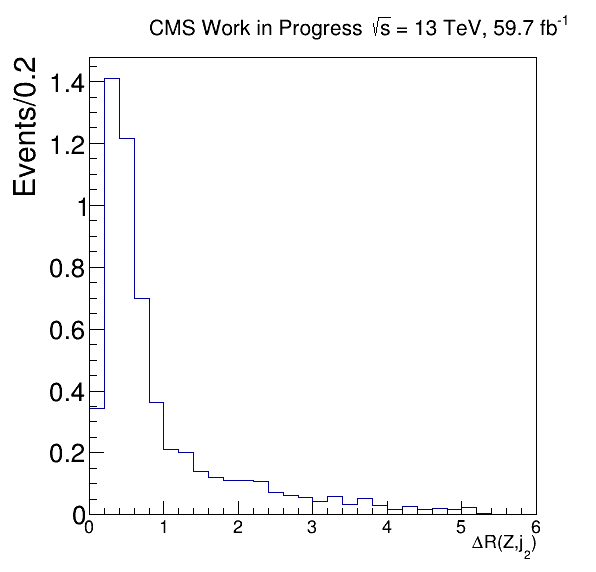 CMS Work in Progress √s = 13 TeV, 59.7 fb⁻¹
Events/0.2
1.4
1.2
1
0.8
0.6
0.4
0.2
0
0 1 2 3 4 5 6
ΔR(Z,j₂)